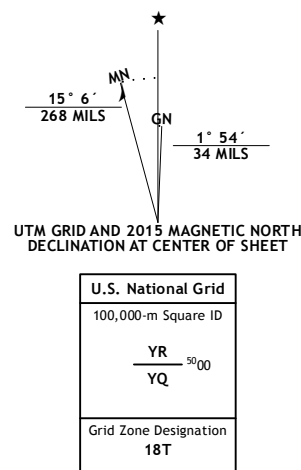 ★
MN
GN
15° 6´
268 MILS
1° 54´
34 MILS
UTM GRID AND 2015 MAGNETIC NORTH
DECLINATION AT CENTER OF SHEET
U.S. National Grid
100,000-m Square ID
YR
5000
YQ
Grid Zone Designation
18T